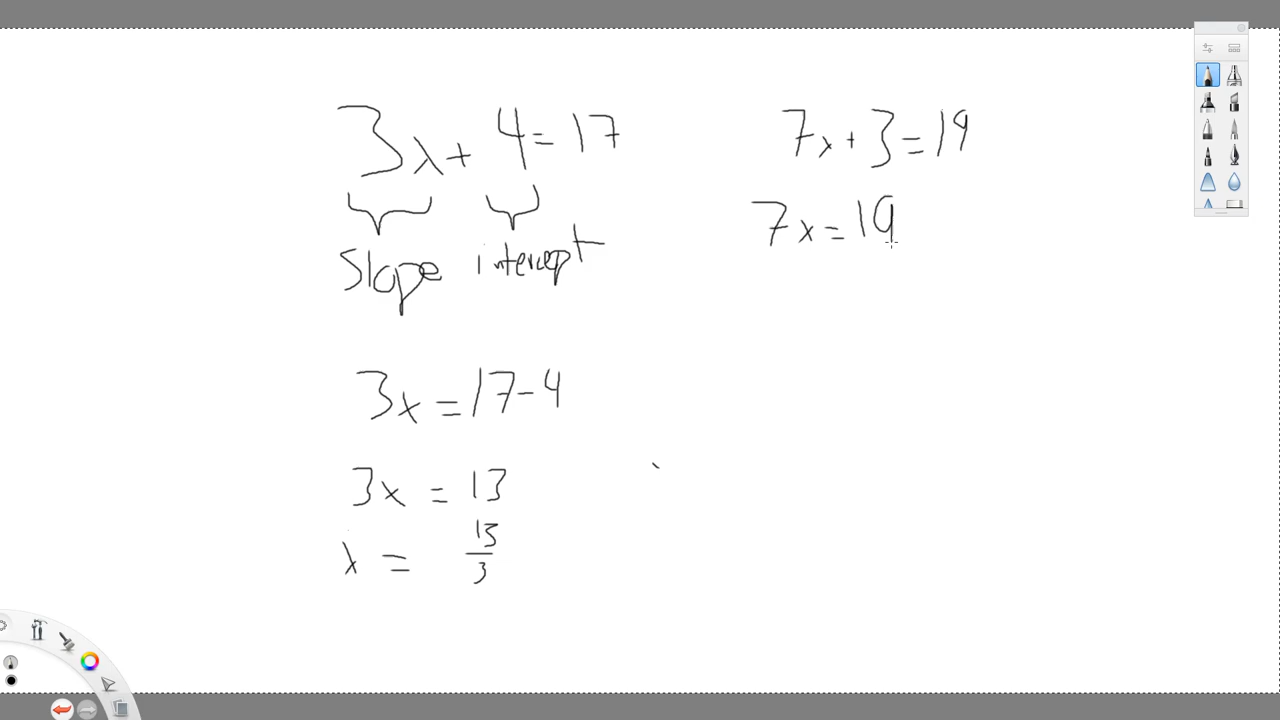 3x + 4 = 17
slope intercept
3x = 17 - 4
3x = 13
x = 13/3
7x + 3 = 19
7x = 19